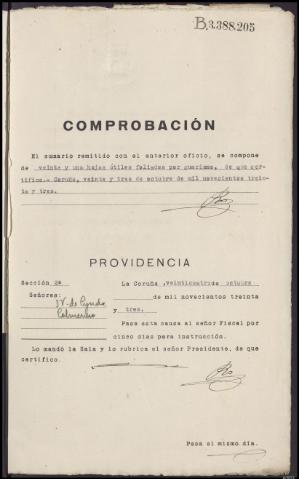 B.3.388.205
COMPROBACIÓN
El sumario remitido con el anterior oficio, se compone
de veinte y una hojas útiles foliadas por guarismo, de que cer-
tifico.- Coruña, veinte y tres de octubre de mil novecientos trein-
ta y tres.
PROVIDENCIA
Sección 2ª La Coruña, veinticuatro de octubre
Señores: de mil novecientos treinta
y tres.
Pase esta causa al señor Fiscal por
cinco días para instrucción.
Lo mandó la Sala y lo rubrica el señor Presidente, de que
certifico.
Pasa el mismo día.